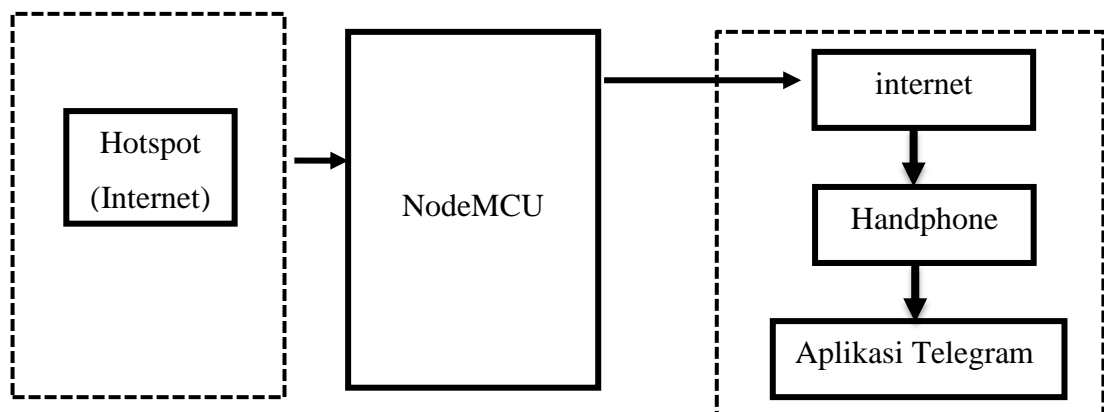 Hotspot
(Internet)
NodeMCU
internet
Handphone
Aplikasi Telegram